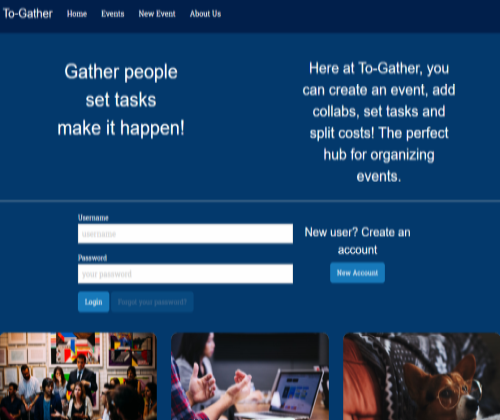 To-Gather Home Events New Event About Us
Gather people
set tasks
make it happen!
Here at To-Gather, you
can create an event, add
collabs, set tasks and
split costs! The perfect
hub for organizing
events.
Username
username
Password
your password
Login Forgot your password?
New user? Create an
account
New Account